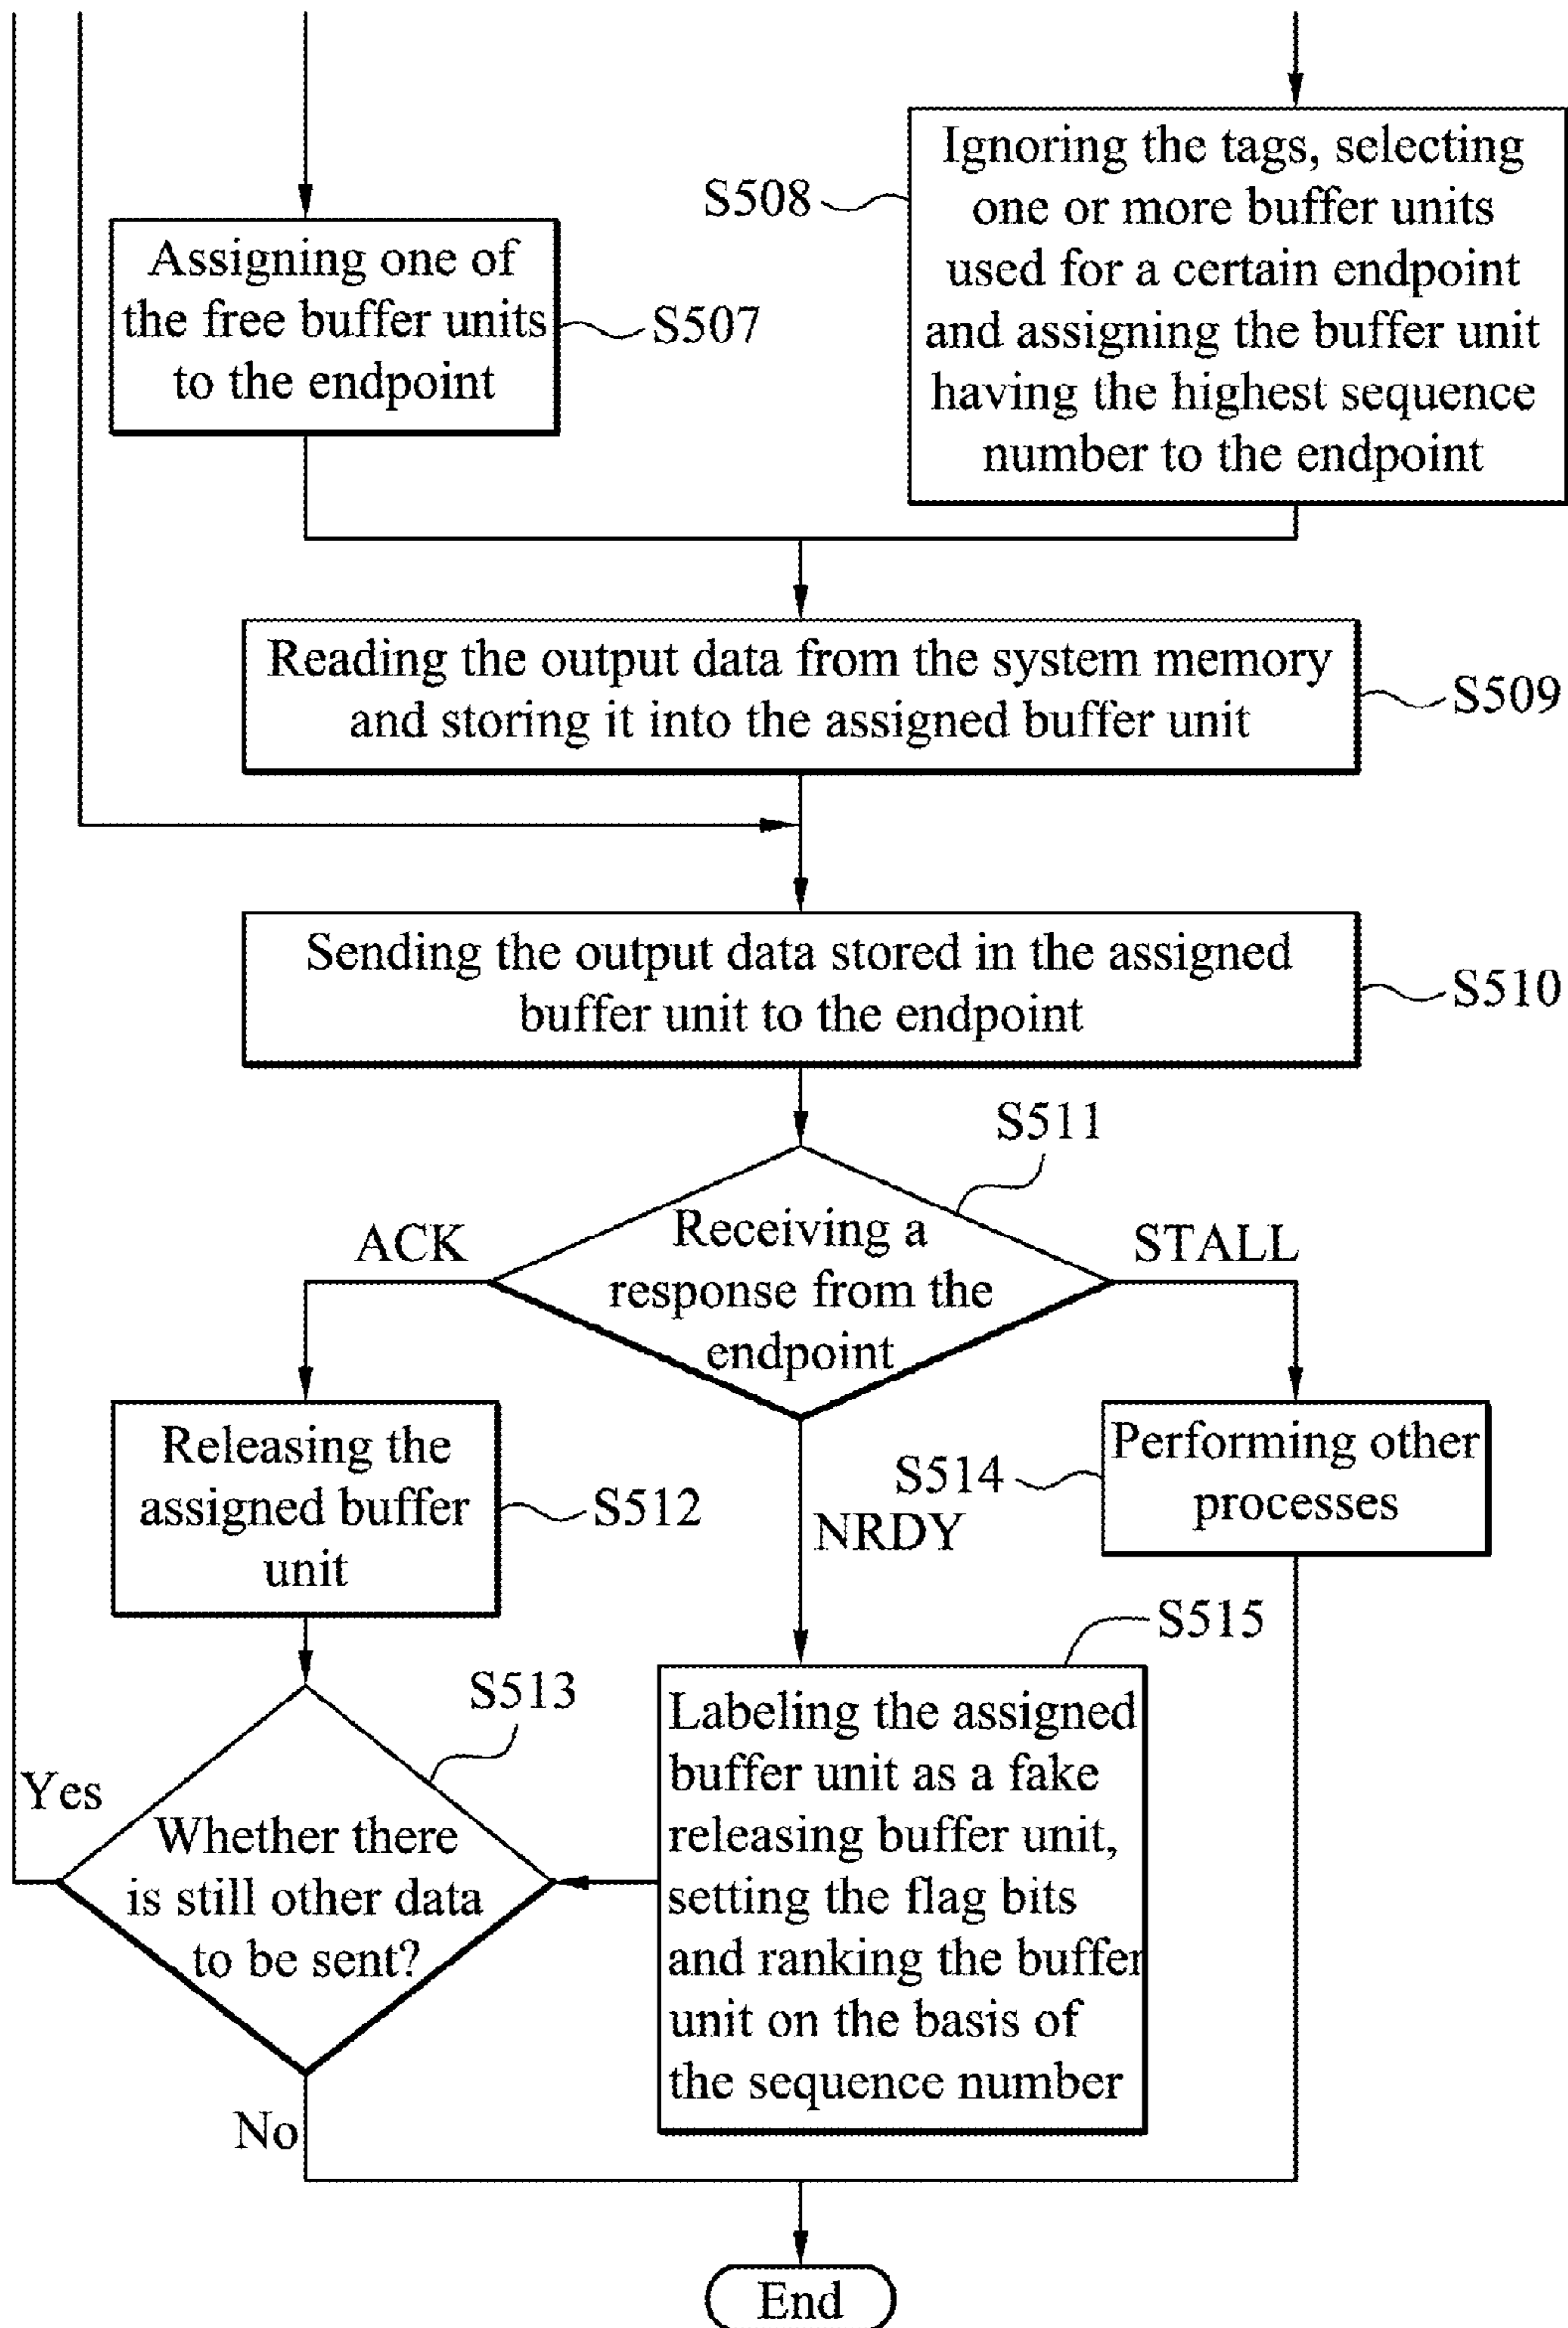 Ignoring the tags, selecting
one or more buffer units
used for a certain endpoint
and assigning the buffer unit
having the highest sequence
number to the endpoint
S508
Assigning one of
the free buffer units
to the endpoint
S507
Reading the output data from the system memory
and storing it into the assigned buffer unit
S509
Sending the output data stored in the assigned
buffer unit to the endpoint
S510
S511
Receiving a
response from the
endpoint
ACK
STALL
NRDY
Releasing the
assigned buffer
unit
S512
Performing other
processes
S514
S515
Labeling the assigned
buffer unit as a fake
releasing buffer unit,
setting the flag bits
and ranking the buffer
unit on the basis of
the sequence number
S513
Whether there
is still other data
to be sent?
Yes
No
End